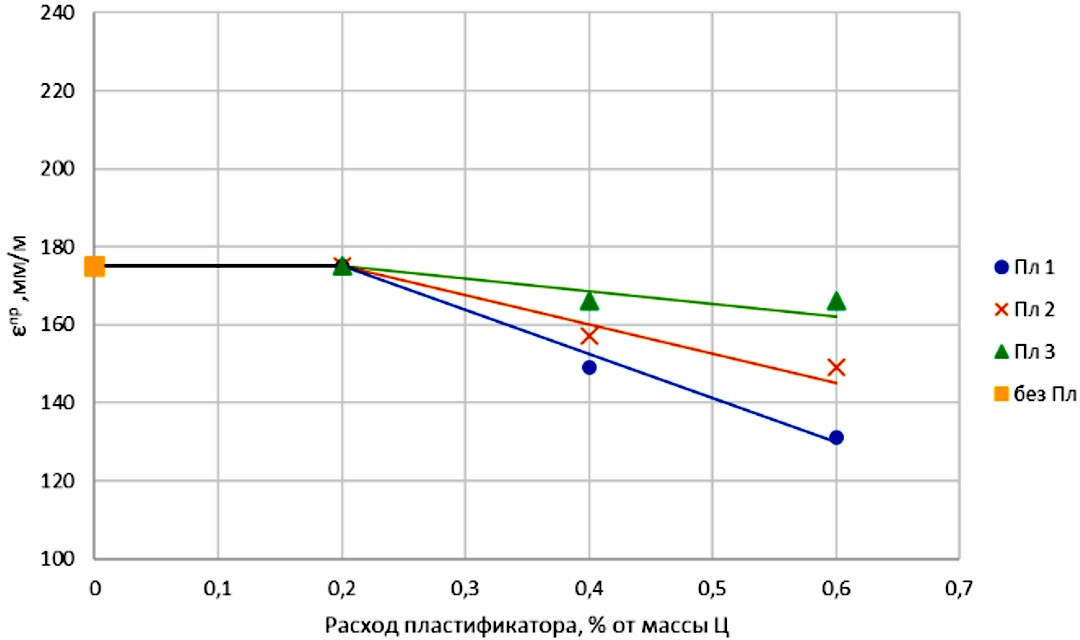 240
220
200
180
160
140
120
100
εпр ,мм/м
0 0,1 0,2 0,3 0,4 0,5 0,6 0,7
Расход пластификатора, % от массы Ц
Пл 1
Пл 2
Пл 3
без Пл